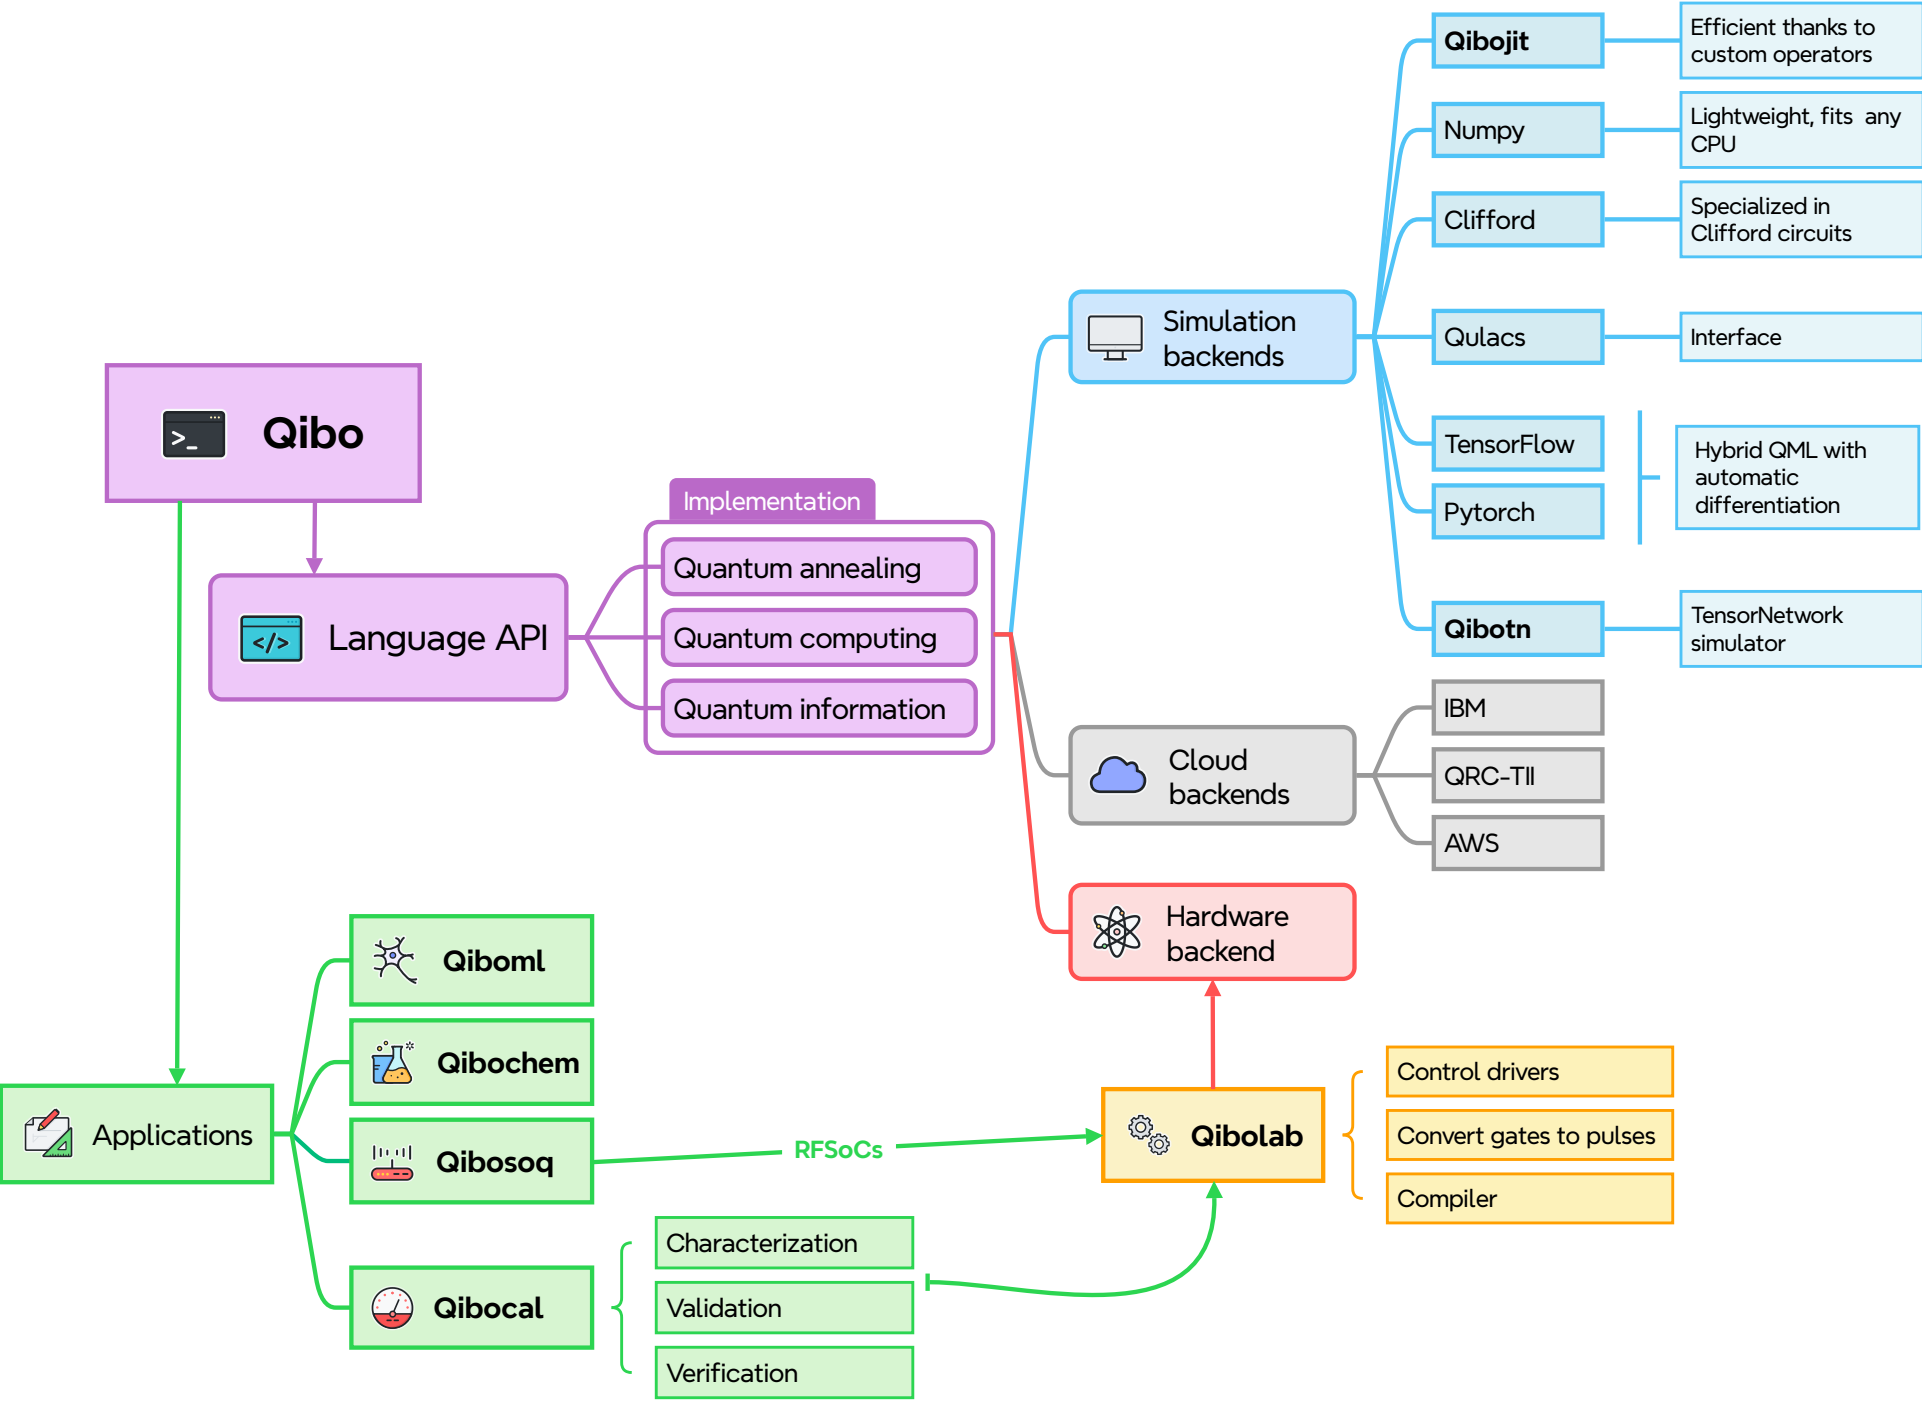 Qibo
Language API
Implementation
Quantum annealing
Quantum computing
Quantum information
Simulation
backends
Qibojit
Efficient thanks to
custom operators
Numpy
Lightweight, fits any
CPU
Clifford
Specialized in
Clifford circuits
Qulacs
Interface
TensorFlow
Pytorch
Hybrid QML with
automatic
differentiation
Qibotn
TensorNetwork
simulator
Cloud
backends
IBM
QRC-TII
AWS
Hardware
backend
Qibolab
Control drivers
Convert gates to pulses
Compiler
Applications
Qiboml
Qibochem
Qibosoq
RFSoCs
Qibocal
Characterization
Validation
Verification